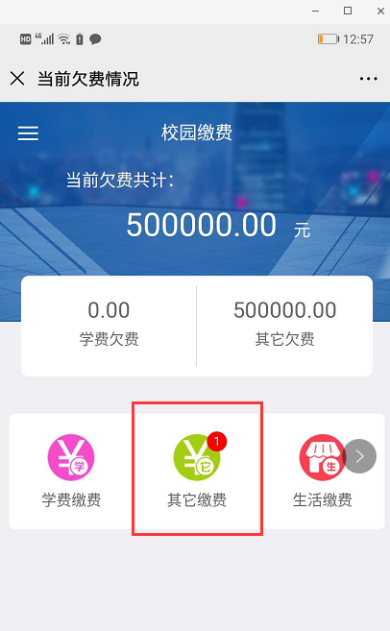 HD 4G 12:57
当前欠费情况
校园缴费
当前欠费共计：
500000.00 元
0.00 500000.00
学费欠费 其它欠费
学 1 它 生
学费缴费 其它缴费 生活缴费